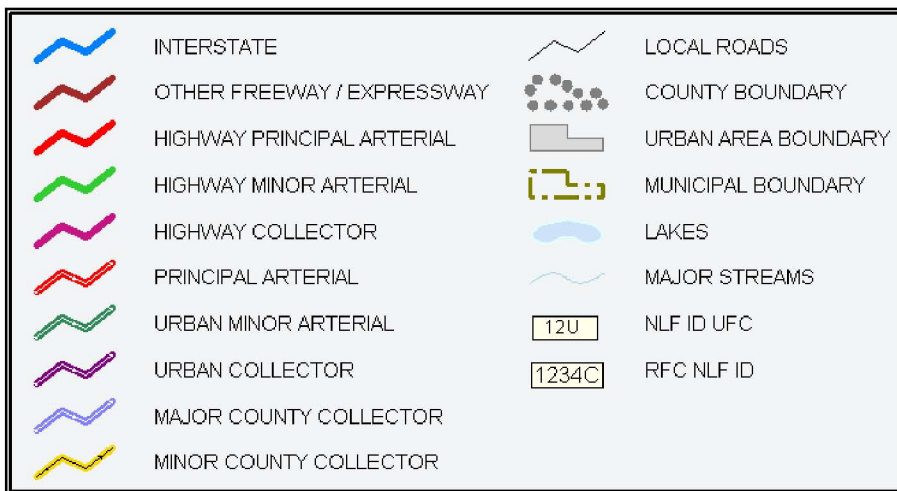 INTERSTATE
OTHER FREEWAY / EXPRESSWAY
HIGHWAY PRINCIPAL ARTERIAL
HIGHWAY MINOR ARTERIAL
HIGHWAY COLLECTOR
PRINCIPAL ARTERIAL
URBAN MINOR ARTERIAL
URBAN COLLECTOR
MAJOR COUNTY COLLECTOR
MINOR COUNTY COLLECTOR
LOCAL ROADS
COUNTY BOUNDARY
URBAN AREA BOUNDARY
MUNICIPAL BOUNDARY
LAKES
MAJOR STREAMS
12U NLF ID UFC
1234C RFC NLF ID